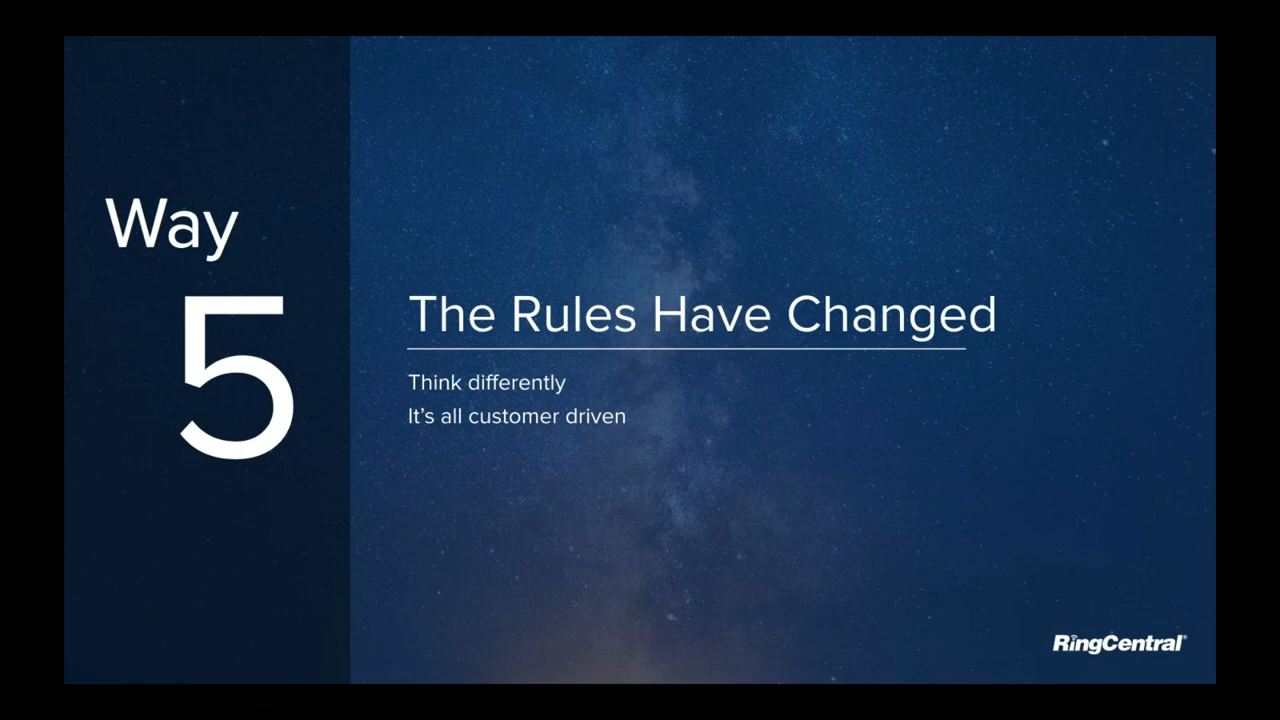 Way
5
The Rules Have Changed
Think differently
It's all customer driven
RingCentral®